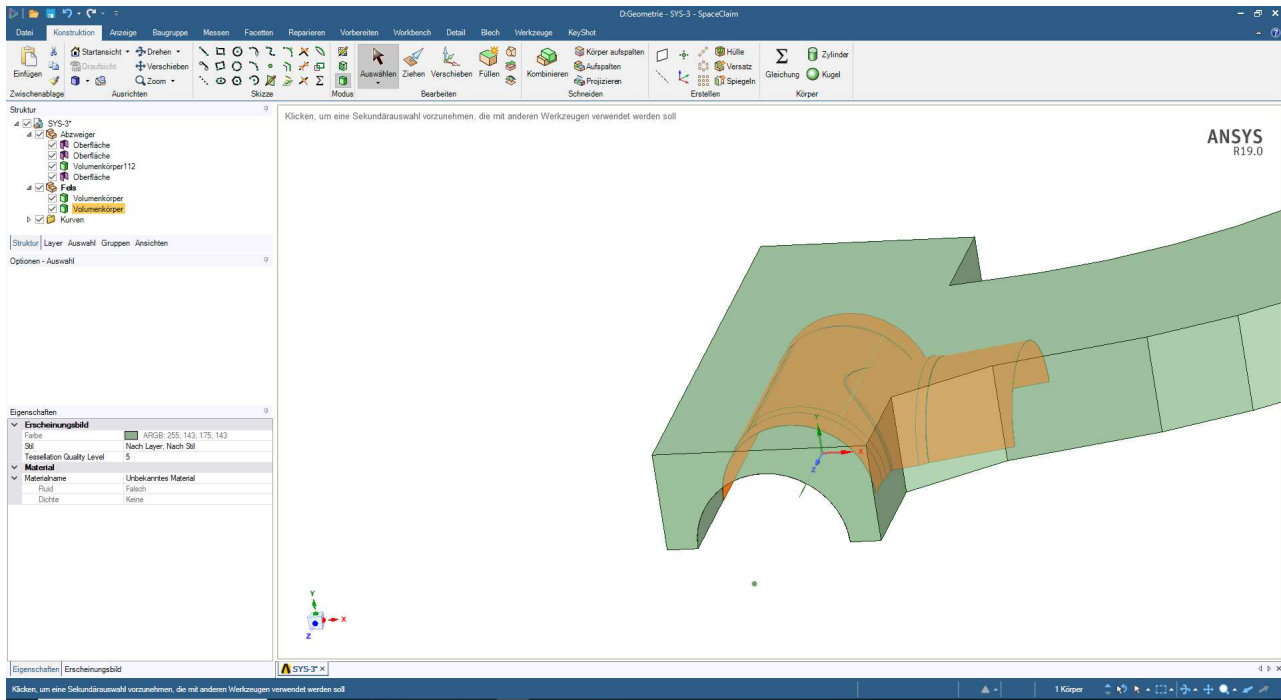 D:Geometrie - SYS-3 - SpaceClaim
Datei Konstruktion Anzeige Baugruppe Messen Facetten Reparieren Vorbereiten Workbench Detail Blech Werkzeuge KeyShot
Einfügen
Startansicht Drehen
Draufsicht Verschieben
Zoom
Auswählen Ziehen Verschieben Füllen
Kombinieren
Körper aufspalten
Aufspalten
Projizieren
Hülle
Versatz
Spiegeln
Gleichung
Zylinder
Kugel
Zwischenablage Ausrichten Skizze Modus Bearbeiten Schneiden Erstellen Körper
Struktur
SYS-3*
Abzweiger
Oberfläche
Oberfläche
Volumenkörper112
Oberfläche
Fels
Volumenkörper
Volumenkörper
Kurven
Struktur Layer Auswahl Gruppen Ansichten
Optionen - Auswahl
Eigenschaften
Erscheinungsbild
Farbe ARGB: 255, 143, 175, 143
Stil Nach Layer, Nach Stil
Tessellation Quality Level 5
Material
Materialname Unbekanntes Material
Fluid Falsch
Dichte Keine
Eigenschaften Erscheinungsbild
Klicken, um eine Sekundärauswahl vorzunehmen, die mit anderen Werkzeugen verwendet werden soll
ANSYS
R19.0
Y
X
Z
Y
X
Z
SYS-3*
Klicken, um eine Sekundärauswahl vorzunehmen, die mit anderen Werkzeugen verwendet werden soll
1 Körper